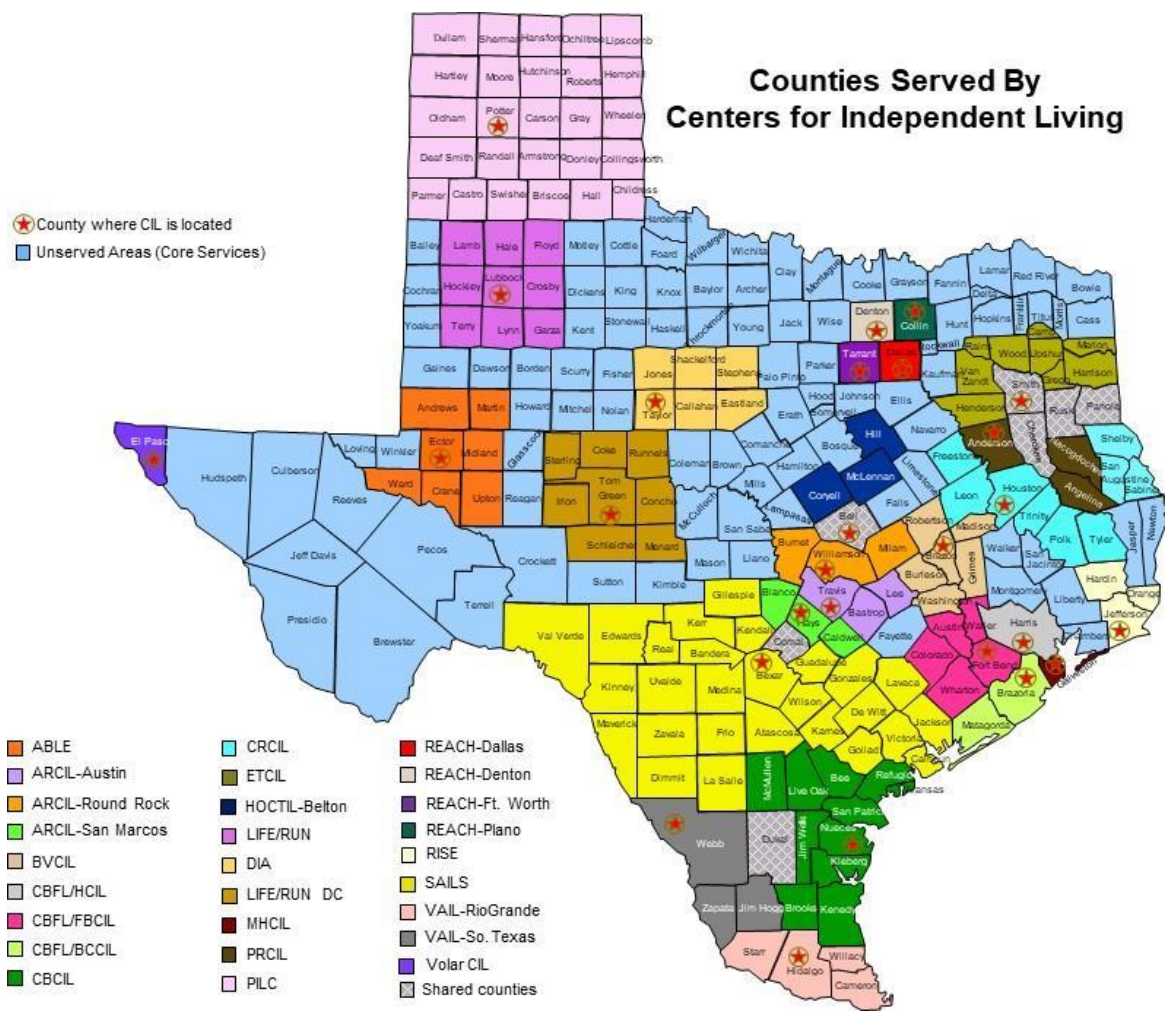 Counties Served By
Centers for Independent Living
County where CIL is located
Unserved Areas (Core Services)
Dallam Sherman Hansford Ochiltree Lipscomb
Hartley Moore Hutchinson Roberts Hemphill
Oldham Potter Carson Gray Wheeler
Deaf Smith Randall Armstrong Donley Collingsworth
Parmer Castro Swisher Briscoe Hall Childress
Hardeman
Bailey Lamb Hale Floyd Motley Cottle Foard Wilbarger Wichita
Clay Montague Cooke Grayson Fannin Lamar Red River Bowie
Cochran Hockley Lubbock Crosby Dickens King Knox Baylor Archer
Denton Collin Hunt Delta Hopkins Franklin Titus Morris Cass
Yoakum Terry Lynn Garza Kent Stonewall Haskell Throckmorton Young Jack Wise
Rockwall Rains Wood Upshur Marion
Gaines Dawson Borden Scurry Fisher Jones Shackelford Stephens Palo Pinto Parker Tarrant Dallas Kaufman Van Zandt Smith Gregg Harrison
Andrews Martin Howard Mitchel Nolan Taylor Callahan Eastland Erath Hood Somervell Johnson Ellis Henderson Rusk Panola
El Paso Hudspeth Culberson Reeves Loving Winkler Ector Midland Glasscock Sterling Coke Runnels Coleman Brown Comanche Bosque Hill Navarro Anderson Cherokee Nacogdoches Shelby
Ward Crane Upton Reagan Irion Tom Green Concho McCulloch Mills Hamilton Coryell McLennan Limestone Freestone Leon Houston Angelina San Augustine Sabine
Jeff Davis Pecos Crockett Schleicher Menard San Saba Lampasas Bell Falls Robertson Madison Trinity Polk Tyler Jasper Newton
Presidio Brewster Terrell Sutton Kimble Mason Llano Burnet Williamson Milam Brazos Grimes Walker San Jacinto Hardin Orange
Val Verde Edwards Kerr Gillespie Blanco Travis Lee Burleson Washington Montgomery Liberty Jefferson
Real Bandera Kendall Comal Hays Bastrop Caldwell Fayette Austin Waller Harris Chambers
Kinney Uvalde Medina Bexar Guadalupe Gonzales Lavaca Colorado Fort Bend Galveston
Maverick Zavala Frio Atascosa Wilson Karnes De Witt Wharton Brazoria
Dimmit La Salle McMullen Live Oak Bee Goliad Victoria Jackson Calhoun Matagorda
Webb Duval Jim Wells Nueces San Patric Refugio Kansas
Zapata Jim Hogg Brooks Kenedy Kleberg
Starr Hidalgo Willacy Cameron
ABLE
ARCIL-Austin
ARCIL-Round Rock
ARCIL-San Marcos
BVCIL
CBFL/HCIL
CBFL/FBCIL
CBFL/BCCIL
CBCIL
CRCIL
ETCIL
HOCTIL-Belton
LIFE/RUN
DIA
LIFE/RUN DC
MHCIL
PRCIL
PILC
REACH-Dallas
REACH-Denton
REACH-Ft. Worth
REACH-Plano
RISE
SAILS
VAIL-RioGrande
VAIL-So. Texas
Volar CIL
Shared counties